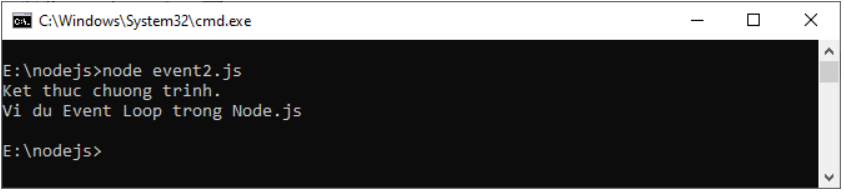 C:\Windows\System32\cmd.exe
E:\nodejs>node event2.js
Ket thuc chuong trinh.
Vi du Event Loop trong Node.js
E:\nodejs>